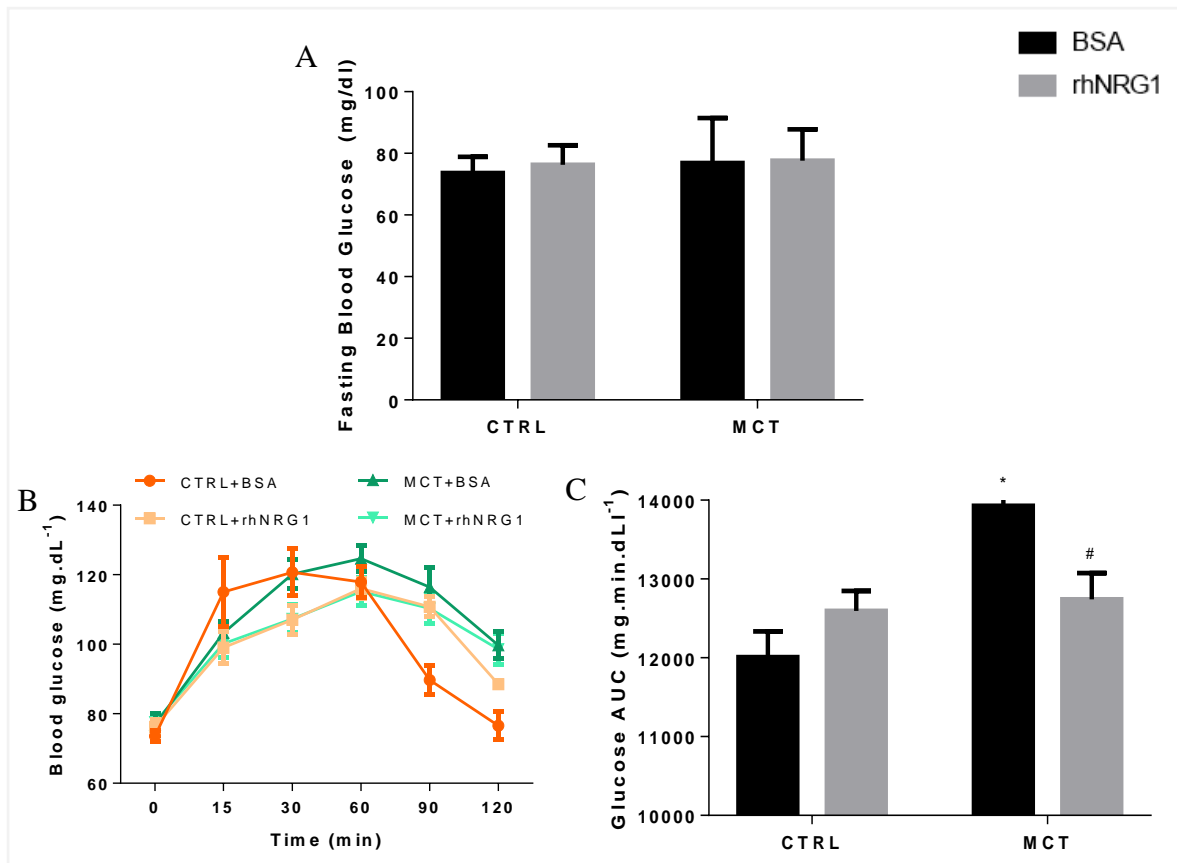 BSA
rhNRG1
A
Fasting Blood Glucose (mg/dl)
100
80
60
40
20
0
CTRL
MCT
B
CTRL+BSA
MCT+BSA
CTRL+rhNRG1
MCT+rhNRG1
Blood glucose (mg.dL⁻¹)
140
120
100
80
60
0
15
30
60
90
120
Time (min)
C
Glucose AUC (mg.min.dLl⁻¹)
14000
13000
12000
11000
10000
*
#
CTRL
MCT